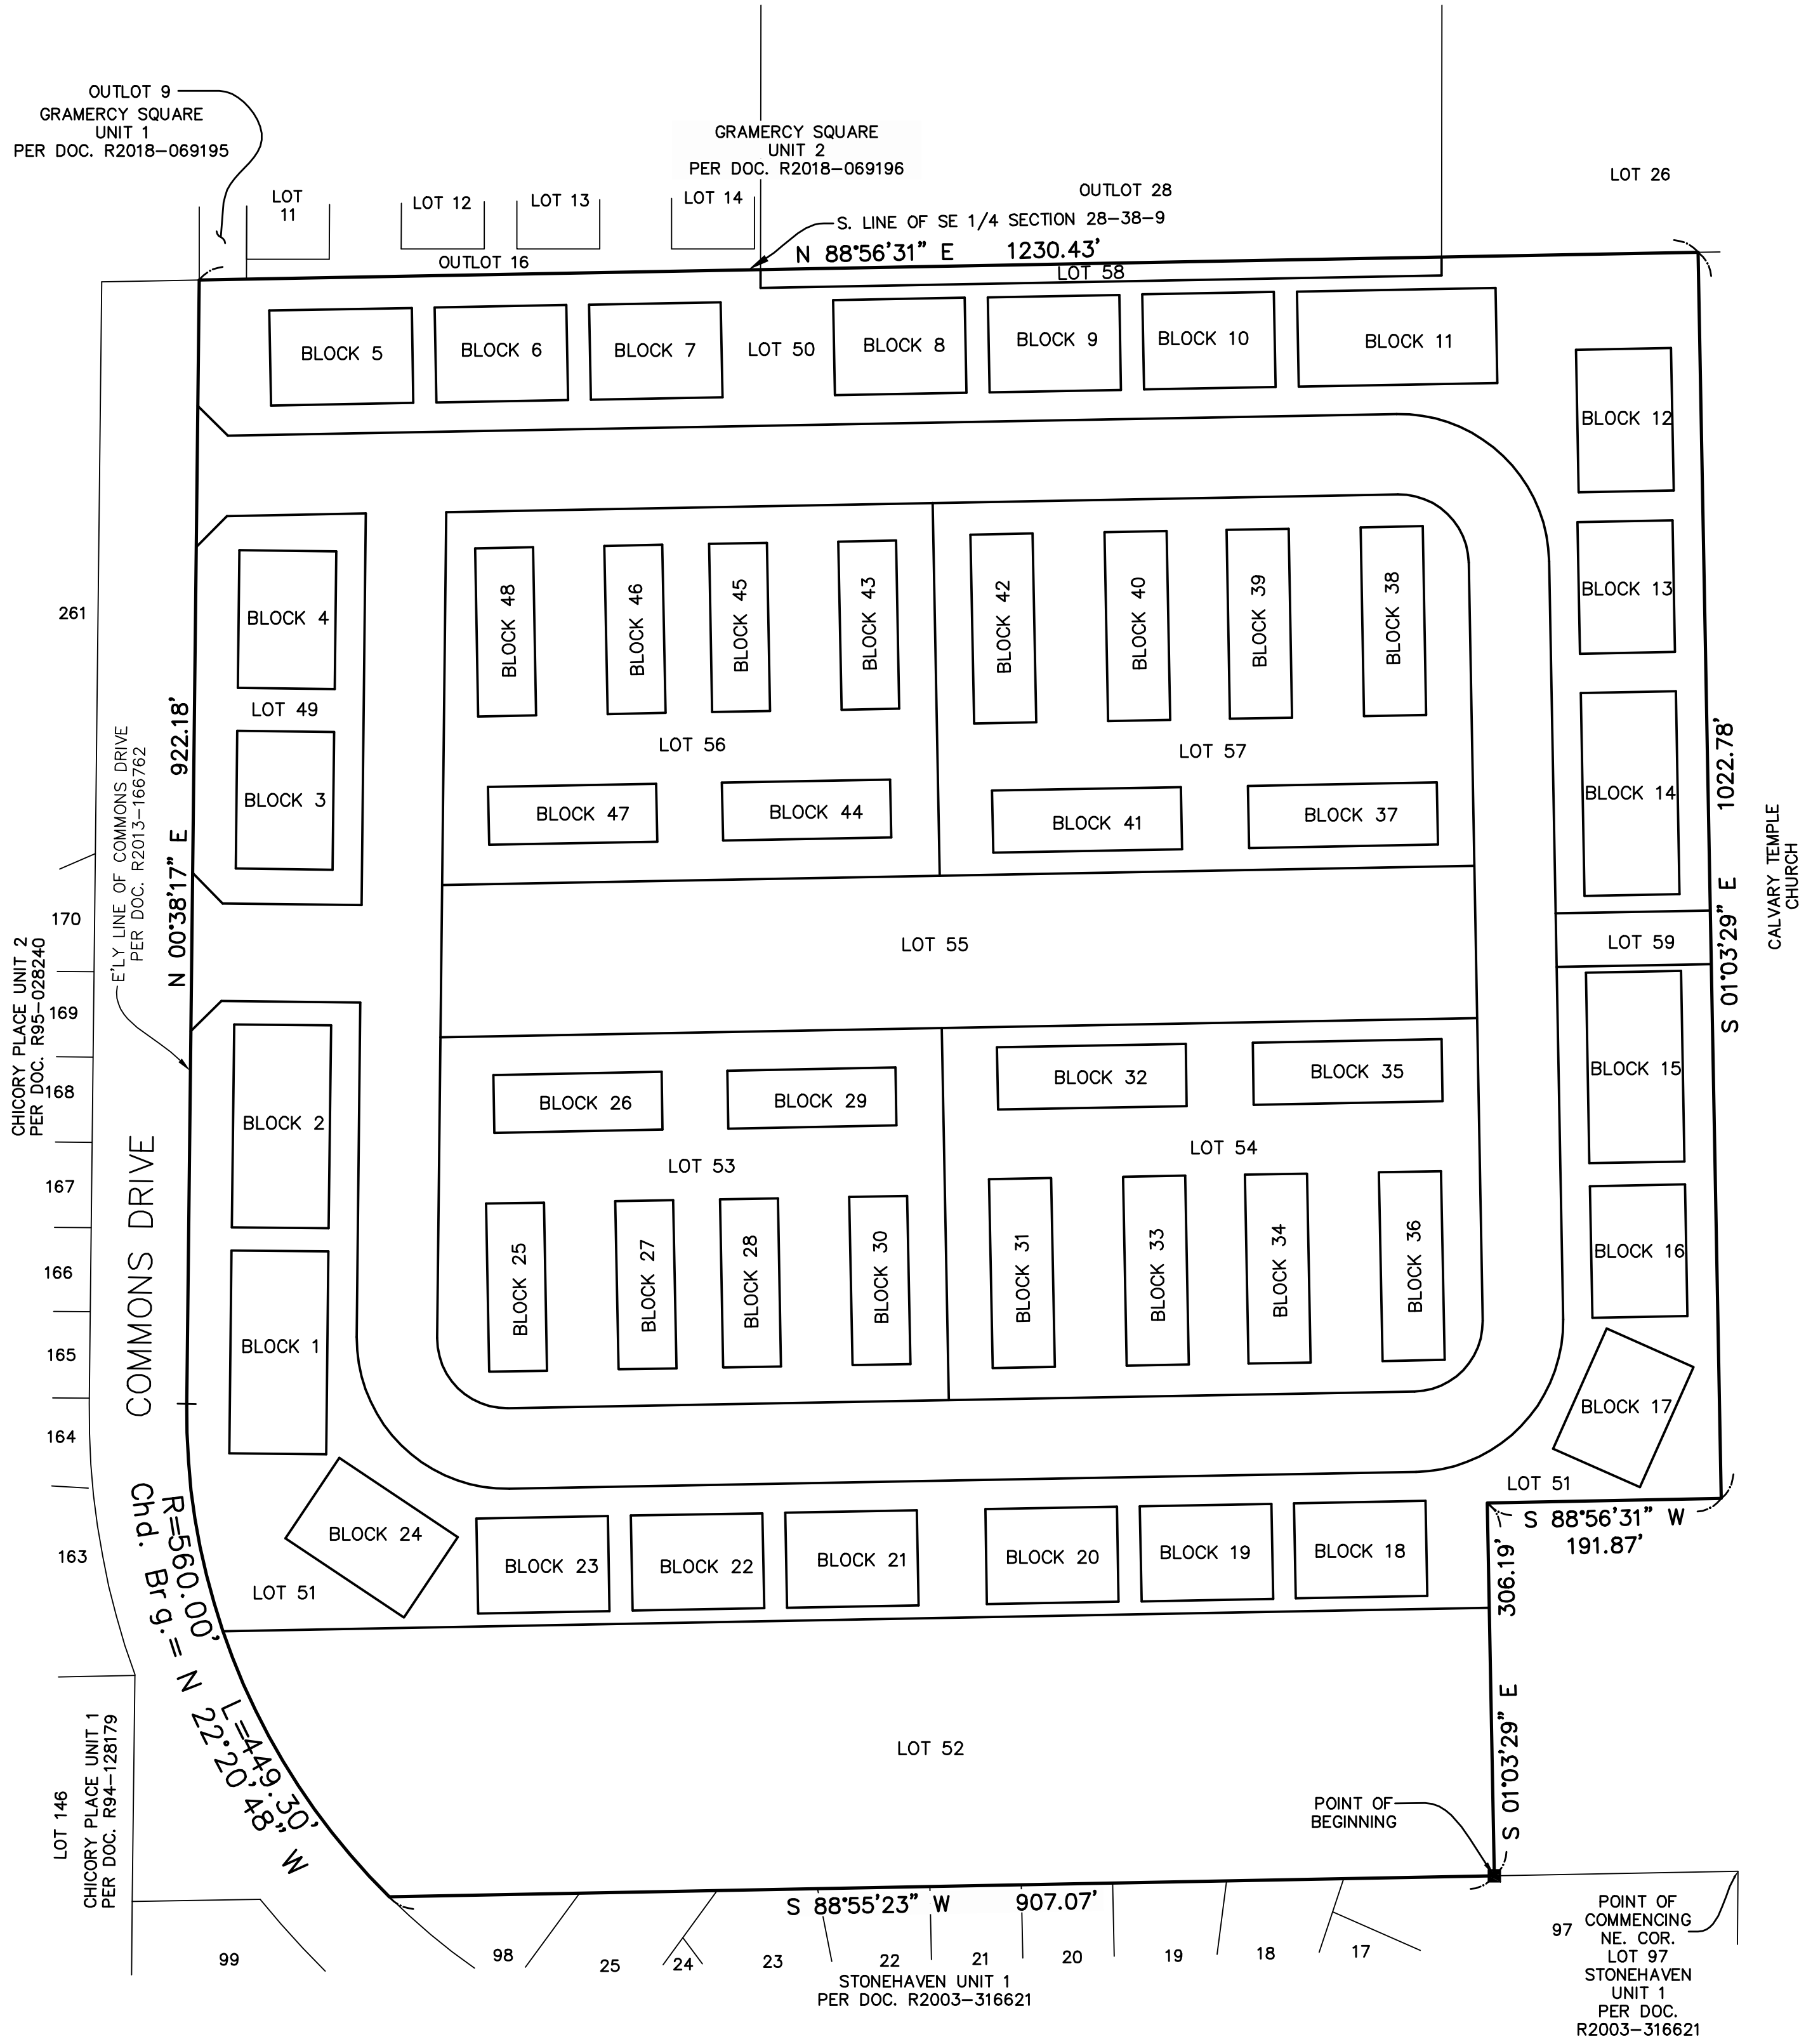 OUTLOT 9
GRAMERCY SQUARE
UNIT 1
PER DOC. R2018-069195
LOT
11
LOT 12
LOT 13
LOT 14
GRAMERCY SQUARE
UNIT 2
PER DOC. R2018-069196
OUTLOT 28
LOT 26
S. LINE OF SE 1/4 SECTION 28-38-9
N 88°56'31" E 1230.43'
OUTLOT 16
LOT 58
BLOCK 5
BLOCK 6
BLOCK 7
LOT 50
BLOCK 8
BLOCK 9
BLOCK 10
BLOCK 11
BLOCK 12
BLOCK 13
BLOCK 14
LOT 59
BLOCK 15
BLOCK 16
BLOCK 17
S 01°03'29" E 1022.78'
CALVARY TEMPLE
CHURCH
BLOCK 4
LOT 49
BLOCK 3
BLOCK 2
BLOCK 1
BLOCK 48
BLOCK 46
BLOCK 45
BLOCK 43
LOT 56
BLOCK 47
BLOCK 44
BLOCK 42
BLOCK 40
BLOCK 39
BLOCK 38
LOT 57
BLOCK 41
BLOCK 37
LOT 55
BLOCK 26
BLOCK 29
LOT 53
BLOCK 25
BLOCK 27
BLOCK 28
BLOCK 30
BLOCK 32
BLOCK 35
LOT 54
BLOCK 31
BLOCK 33
BLOCK 34
BLOCK 36
N 00°38'17" E 922.18'
E'LY LINE OF COMMONS DRIVE
PER DOC. R2013-166762
COMMONS DRIVE
261
170
169
168
167
166
165
164
163
CHICORY PLACE UNIT 2
PER DOC. R95-028240
R=560.00' L=449.30'
Chd. Brg.= N 22°20'48" W
BLOCK 24
LOT 51
BLOCK 23
BLOCK 22
BLOCK 21
BLOCK 20
BLOCK 19
BLOCK 18
LOT 51
S 88°56'31" W
191.87'
S 01°03'29" E 306.19'
LOT 52
POINT OF
BEGINNING
LOT 146
CHICORY PLACE UNIT 1
PER DOC. R94-128179
S 88°55'23" W 907.07'
99
98
25
24
23
22
21
20
19
18
17
97
STONEHAVEN UNIT 1
PER DOC. R2003-316621
POINT OF
COMMENCING
NE. COR.
LOT 97
STONEHAVEN
UNIT 1
PER DOC.
R2003-316621